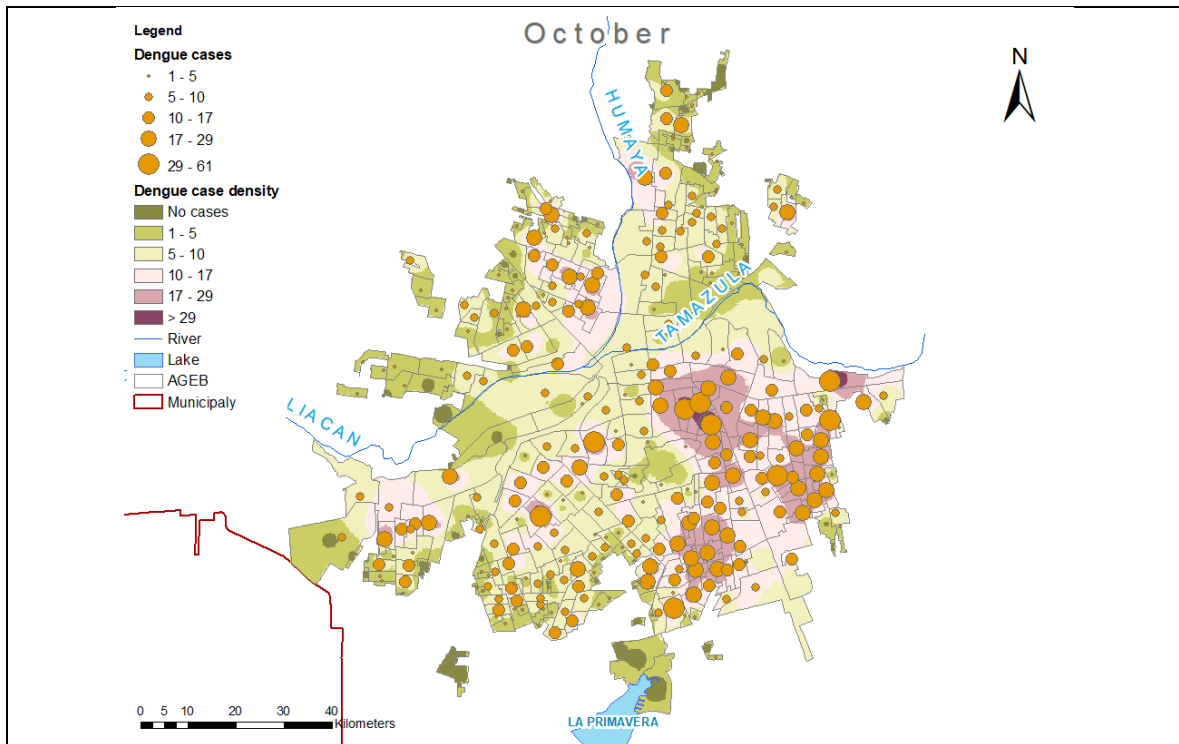 October
Legend
Dengue cases
1 - 5
5 - 10
10 - 17
17 - 29
29 - 61
Dengue case density
No cases
1 - 5
5 - 10
10 - 17
17 - 29
> 29
River
Lake
AGEB
Municipaly
N
HUMAYA
TAMAZULA
LIACAN
0 5 10 20 30 40
Kilometers
LA PRIMAVERA